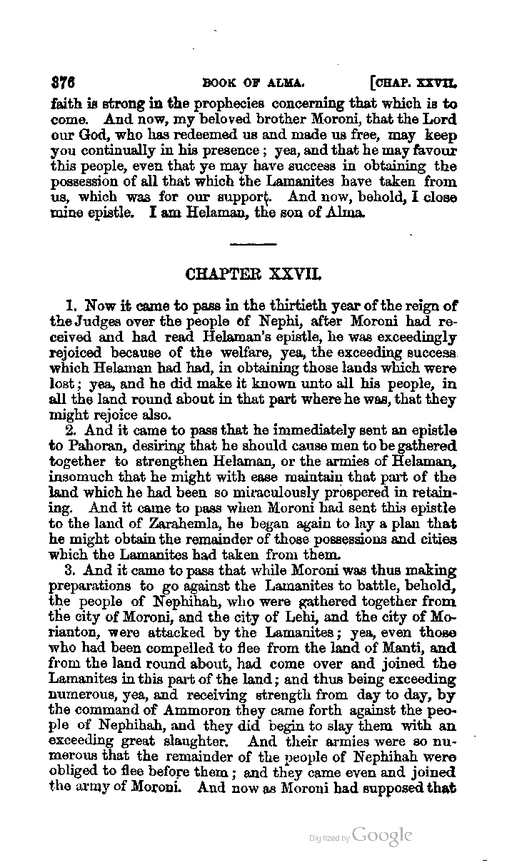 376 BOOK OF ALMA. [CHAP. XXVII.
faith is strong in the prophecies concerning that which is to
come. And now, my beloved brother Moroni, that the Lord
our God, who has redeemed us and made us free, may keep
you continually in his presence; yea, and that he may favour
this people, even that ye may have success in obtaining the
possession of all that which the Lamanites have taken from
us, which was for our support. And now, behold, I close
mine epistle. I am Helaman, the son of Alma.
CHAPTER XXVII.
1. Now it came to pass in the thirtieth year of the reign of
the Judges over the people of Nephi, after Moroni had re-
ceived and had read Helaman's epistle, he was exceedingly
rejoiced because of the welfare, yea, the exceeding success
which Helaman had had, in obtaining those lands which were
lost; yea, and he did make it known unto all his people, in
all the land round about in that part where he was, that they
might rejoice also.
2. And it came to pass that he immediately sent an epistle
to Pahoran, desiring that he should cause men to be gathered
together to strengthen Helaman, or the armies of Helaman,
insomuch that he might with ease maintain that part of the
land which he had been so miraculously prospered in retain-
ing. And it came to pass when Moroni had sent this epistle
to the land of Zarahemla, he began again to lay a plan that
he might obtain the remainder of those possessions and cities
which the Lamanites had taken from them.
3. And it came to pass that while Moroni was thus making
preparations to go against the Lamanites to battle, behold,
the people of Nephihah, who were gathered together from
the city of Moroni, and the city of Lehi, and the city of Mo-
rianton, were attacked by the Lamanites; yea, even those
who had been compelled to flee from the land of Manti, and
from the land round about, had come over and joined the
Lamanites in this part of the land; and thus being exceeding
numerous, yea, and receiving strength from day to day, by
the command of Ammoron they came forth against the peo-
ple of Nephihah, and they did begin to slay them with an
exceeding great slaughter. And their armies were so nu-
merous that the remainder of the people of Nephihah were
obliged to flee before them; and they came even and joined
the army of Moroni. And now as Moroni had supposed that
Digitized by Google